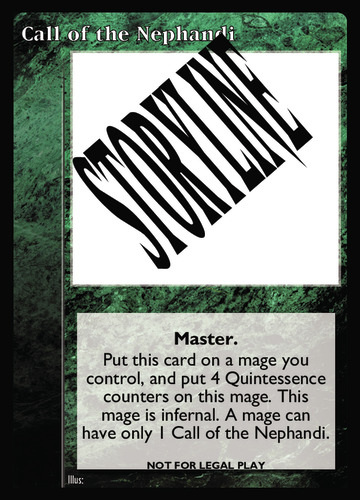 Call of the Nephandi
STORYLINE
Master.
Put this card on a mage you
control, and put 4 Quintessence
counters on this mage. This
mage is infernal. A mage can
have only 1 Call of the Nephandi.
NOT FOR LEGAL PLAY
Illus: